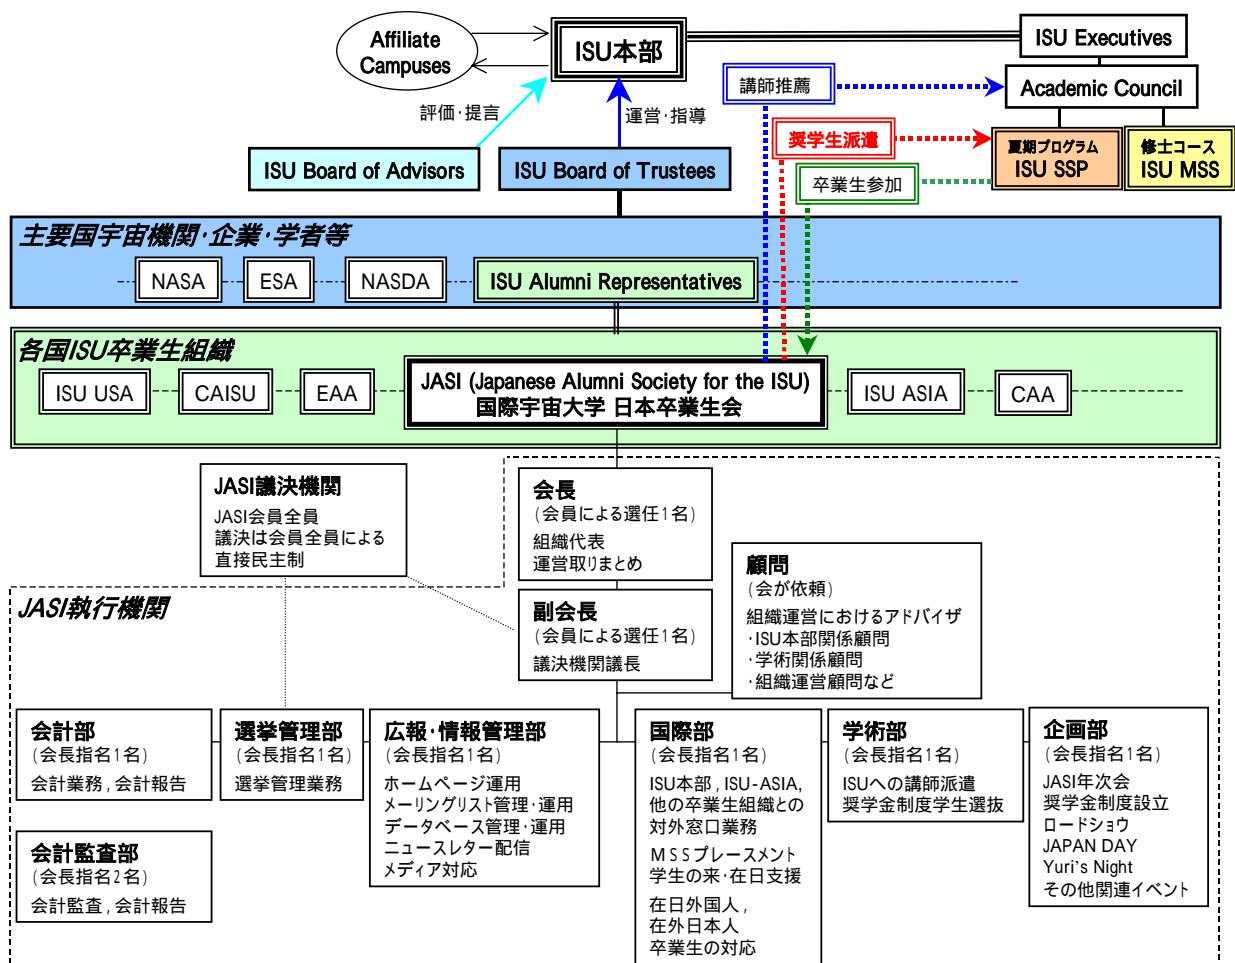 Affiliate
Campuses
ISU本部
ISU Executives
Academic Council
講師推薦
評価・提言
運営・指導
奨学生派遣
夏期プログラム
ISU SSP
修士コース
ISU MSS
卒業生参加
ISU Board of Advisors
ISU Board of Trustees
主要国宇宙機関・企業・学者等
NASA
ESA
NASDA
ISU Alumni Representatives
各国ISU卒業生組織
ISU USA
CAISU
EAA
JASI (Japanese Alumni Society for the ISU)
国際宇宙大学 日本卒業生会
ISU ASIA
CAA
JASI議決機関
JASI会員全員
議決は会員全員による
直接民主制
会長
(会員による選任1名)
組織代表
運営取りまとめ
顧問
(会が依頼)
組織運営におけるアドバイザ
・ISU本部関係顧問
・学術関係顧問
・組織運営顧問など
JASI執行機関
副会長
(会員による選任1名)
議決機関議長
会計部
(会長指名1名)
会計業務,会計報告
選挙管理部
(会長指名1名)
選挙管理業務
広報・情報管理部
(会長指名1名)
ホームページ運用
メーリングリスト管理・運用
データベース管理・運用
ニュースレター配信
メディア対応
国際部
(会長指名1名)
ISU本部,ISU-ASIA,
他の卒業生組織との
対外窓口業務
MSSプレースメント
学生の来・在日支援
在日外国人,
在外日本人
卒業生の対応
学術部
(会長指名1名)
ISUへの講師派遣
奨学金制度学生選抜
企画部
(会長指名1名)
JASI年次会
奨学金制度設立
ロードショウ
JAPAN DAY
Yuri's Night
その他関連イベント
会計監査部
(会長指名2名)
会計監査,会計報告